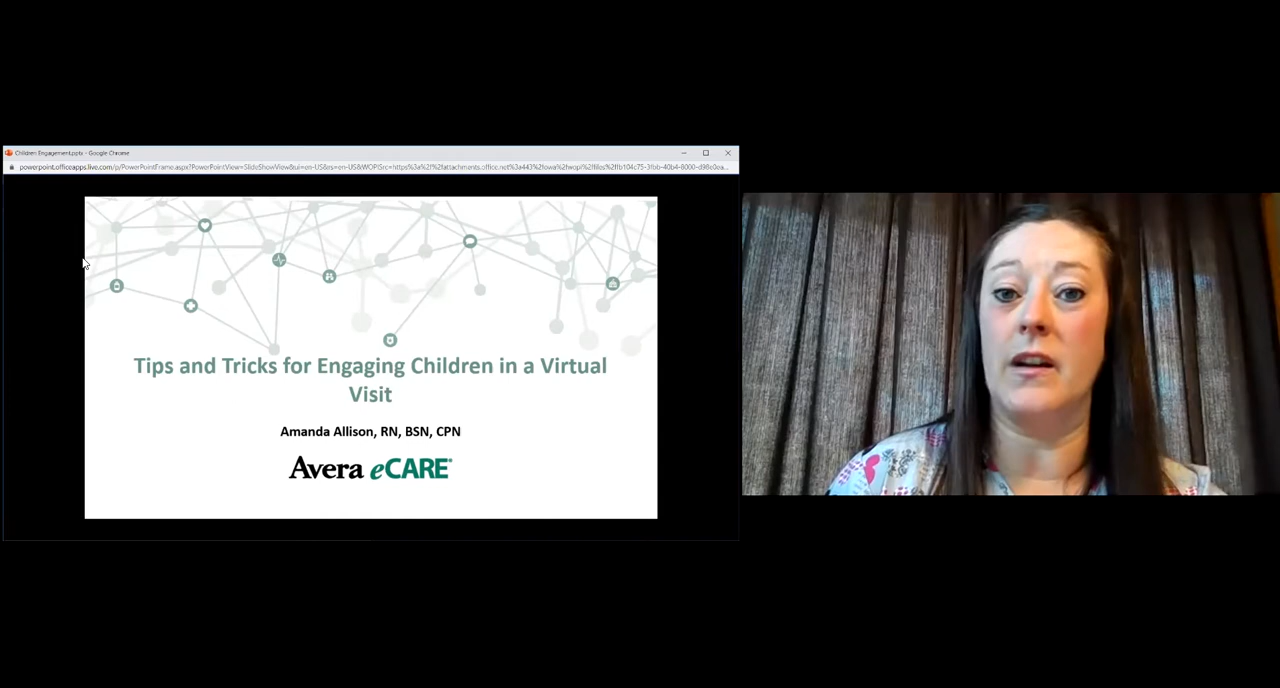 Children Engagement.pptx - Google Chrome
Tips and Tricks for Engaging Children in a Virtual
Visit
Amanda Allison, RN, BSN, CPN
Avera eCARE®